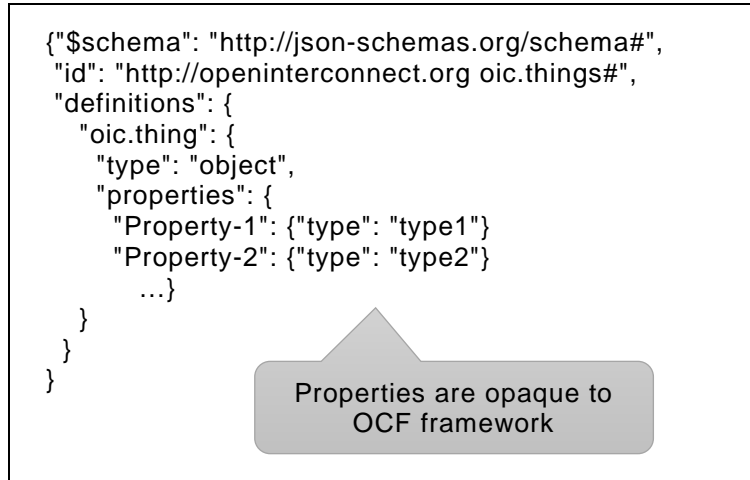 {"$schema": "http://json-schemas.org/schema#",
"id": "http://openinterconnect.org oic.things#",
"definitions": {
"oic.thing": {
"type": "object",
"properties": {
"Property-1": {"type": "type1"}
"Property-2": {"type": "type2"}
…}
}
}
}
Properties are opaque to
OCF framework